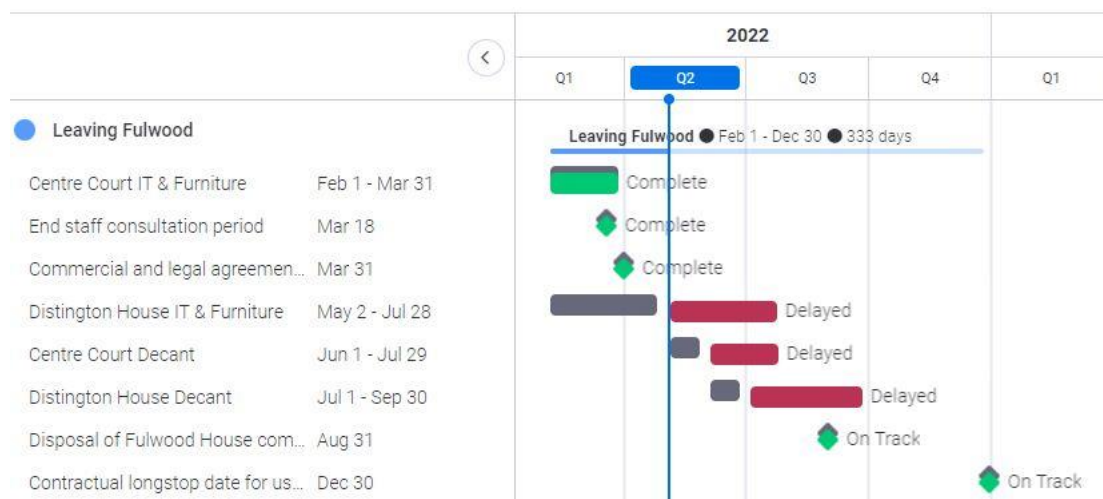 2022
Q1 Q2 Q3 Q4 Q1
Leaving Fulwood
Leaving Fulwood ● Feb 1 - Dec 30 ● 333 days
Centre Court IT & Furniture Feb 1 - Mar 31 Complete
End staff consultation period Mar 18 Complete
Commercial and legal agreemen... Mar 31 Complete
Distington House IT & Furniture May 2 - Jul 28 Delayed
Centre Court Decant Jun 1 - Jul 29 Delayed
Distington House Decant Jul 1 - Sep 30 Delayed
Disposal of Fulwood House com... Aug 31 On Track
Contractual longstop date for us... Dec 30 On Track